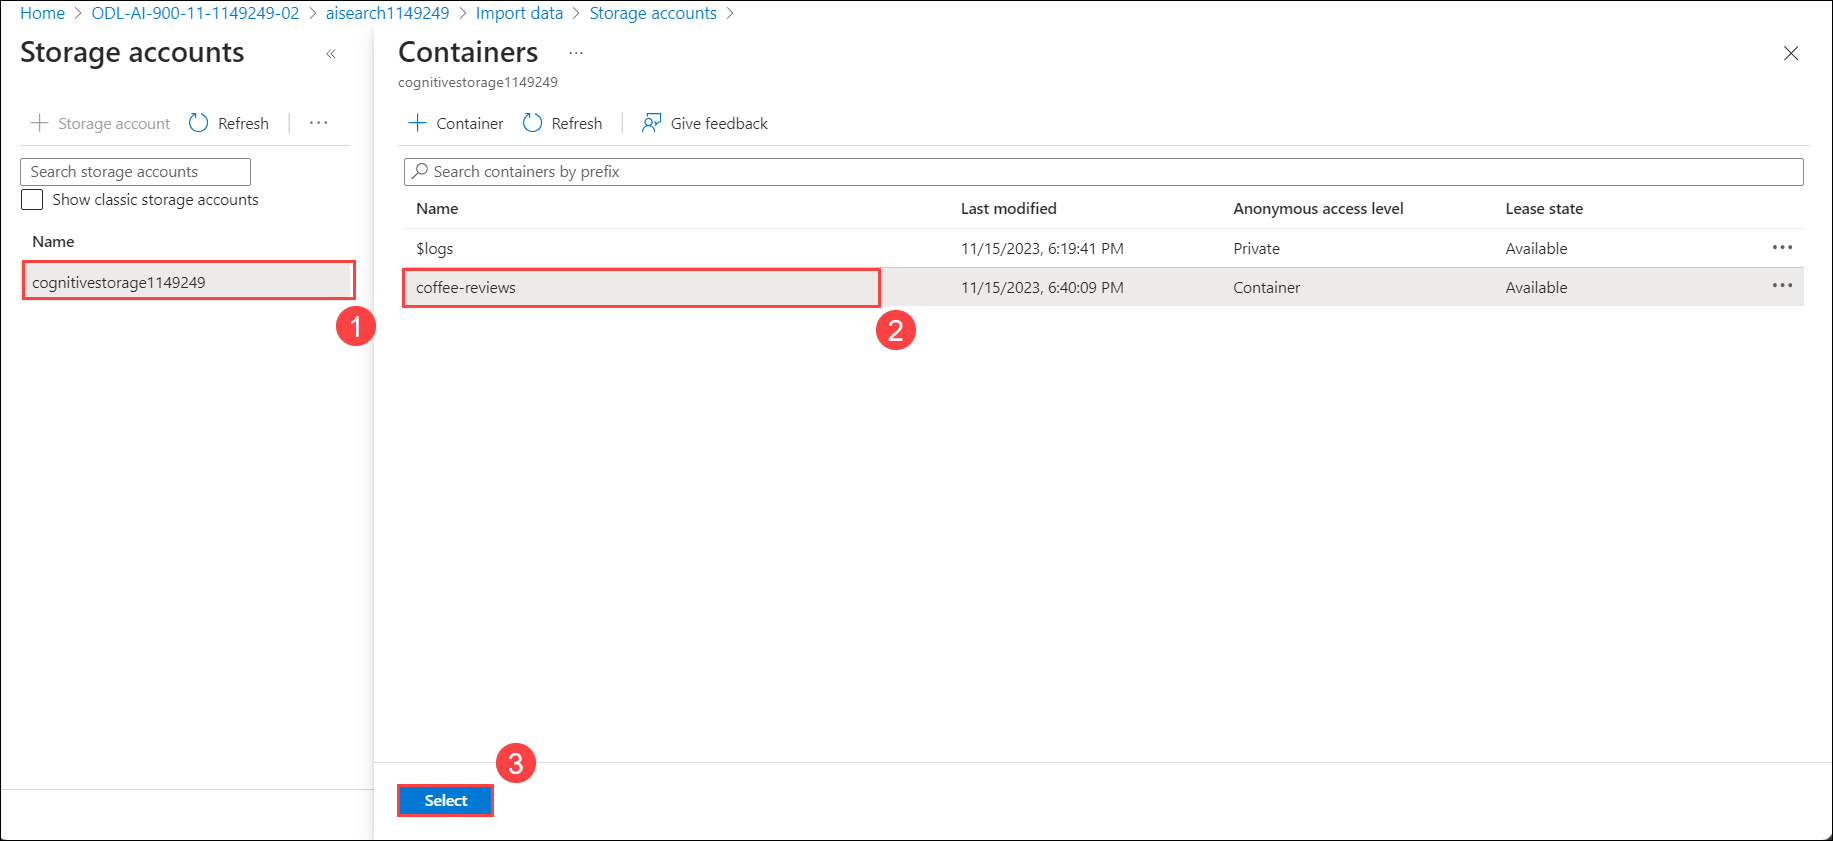 Home > ODL-AI-900-11-1149249-02 > aisearch1149249 > Import data > Storage accounts >
Storage accounts «
Storage account Refresh ...
Search storage accounts
Show classic storage accounts
Name
cognitivestorage1149249
1
Containers ...
cognitivestorage1149249
Container Refresh Give feedback
Search containers by prefix
Name Last modified Anonymous access level Lease state
$logs 11/15/2023, 6:19:41 PM Private Available ...
coffee-reviews 11/15/2023, 6:40:09 PM Container Available ...
2
3
Select